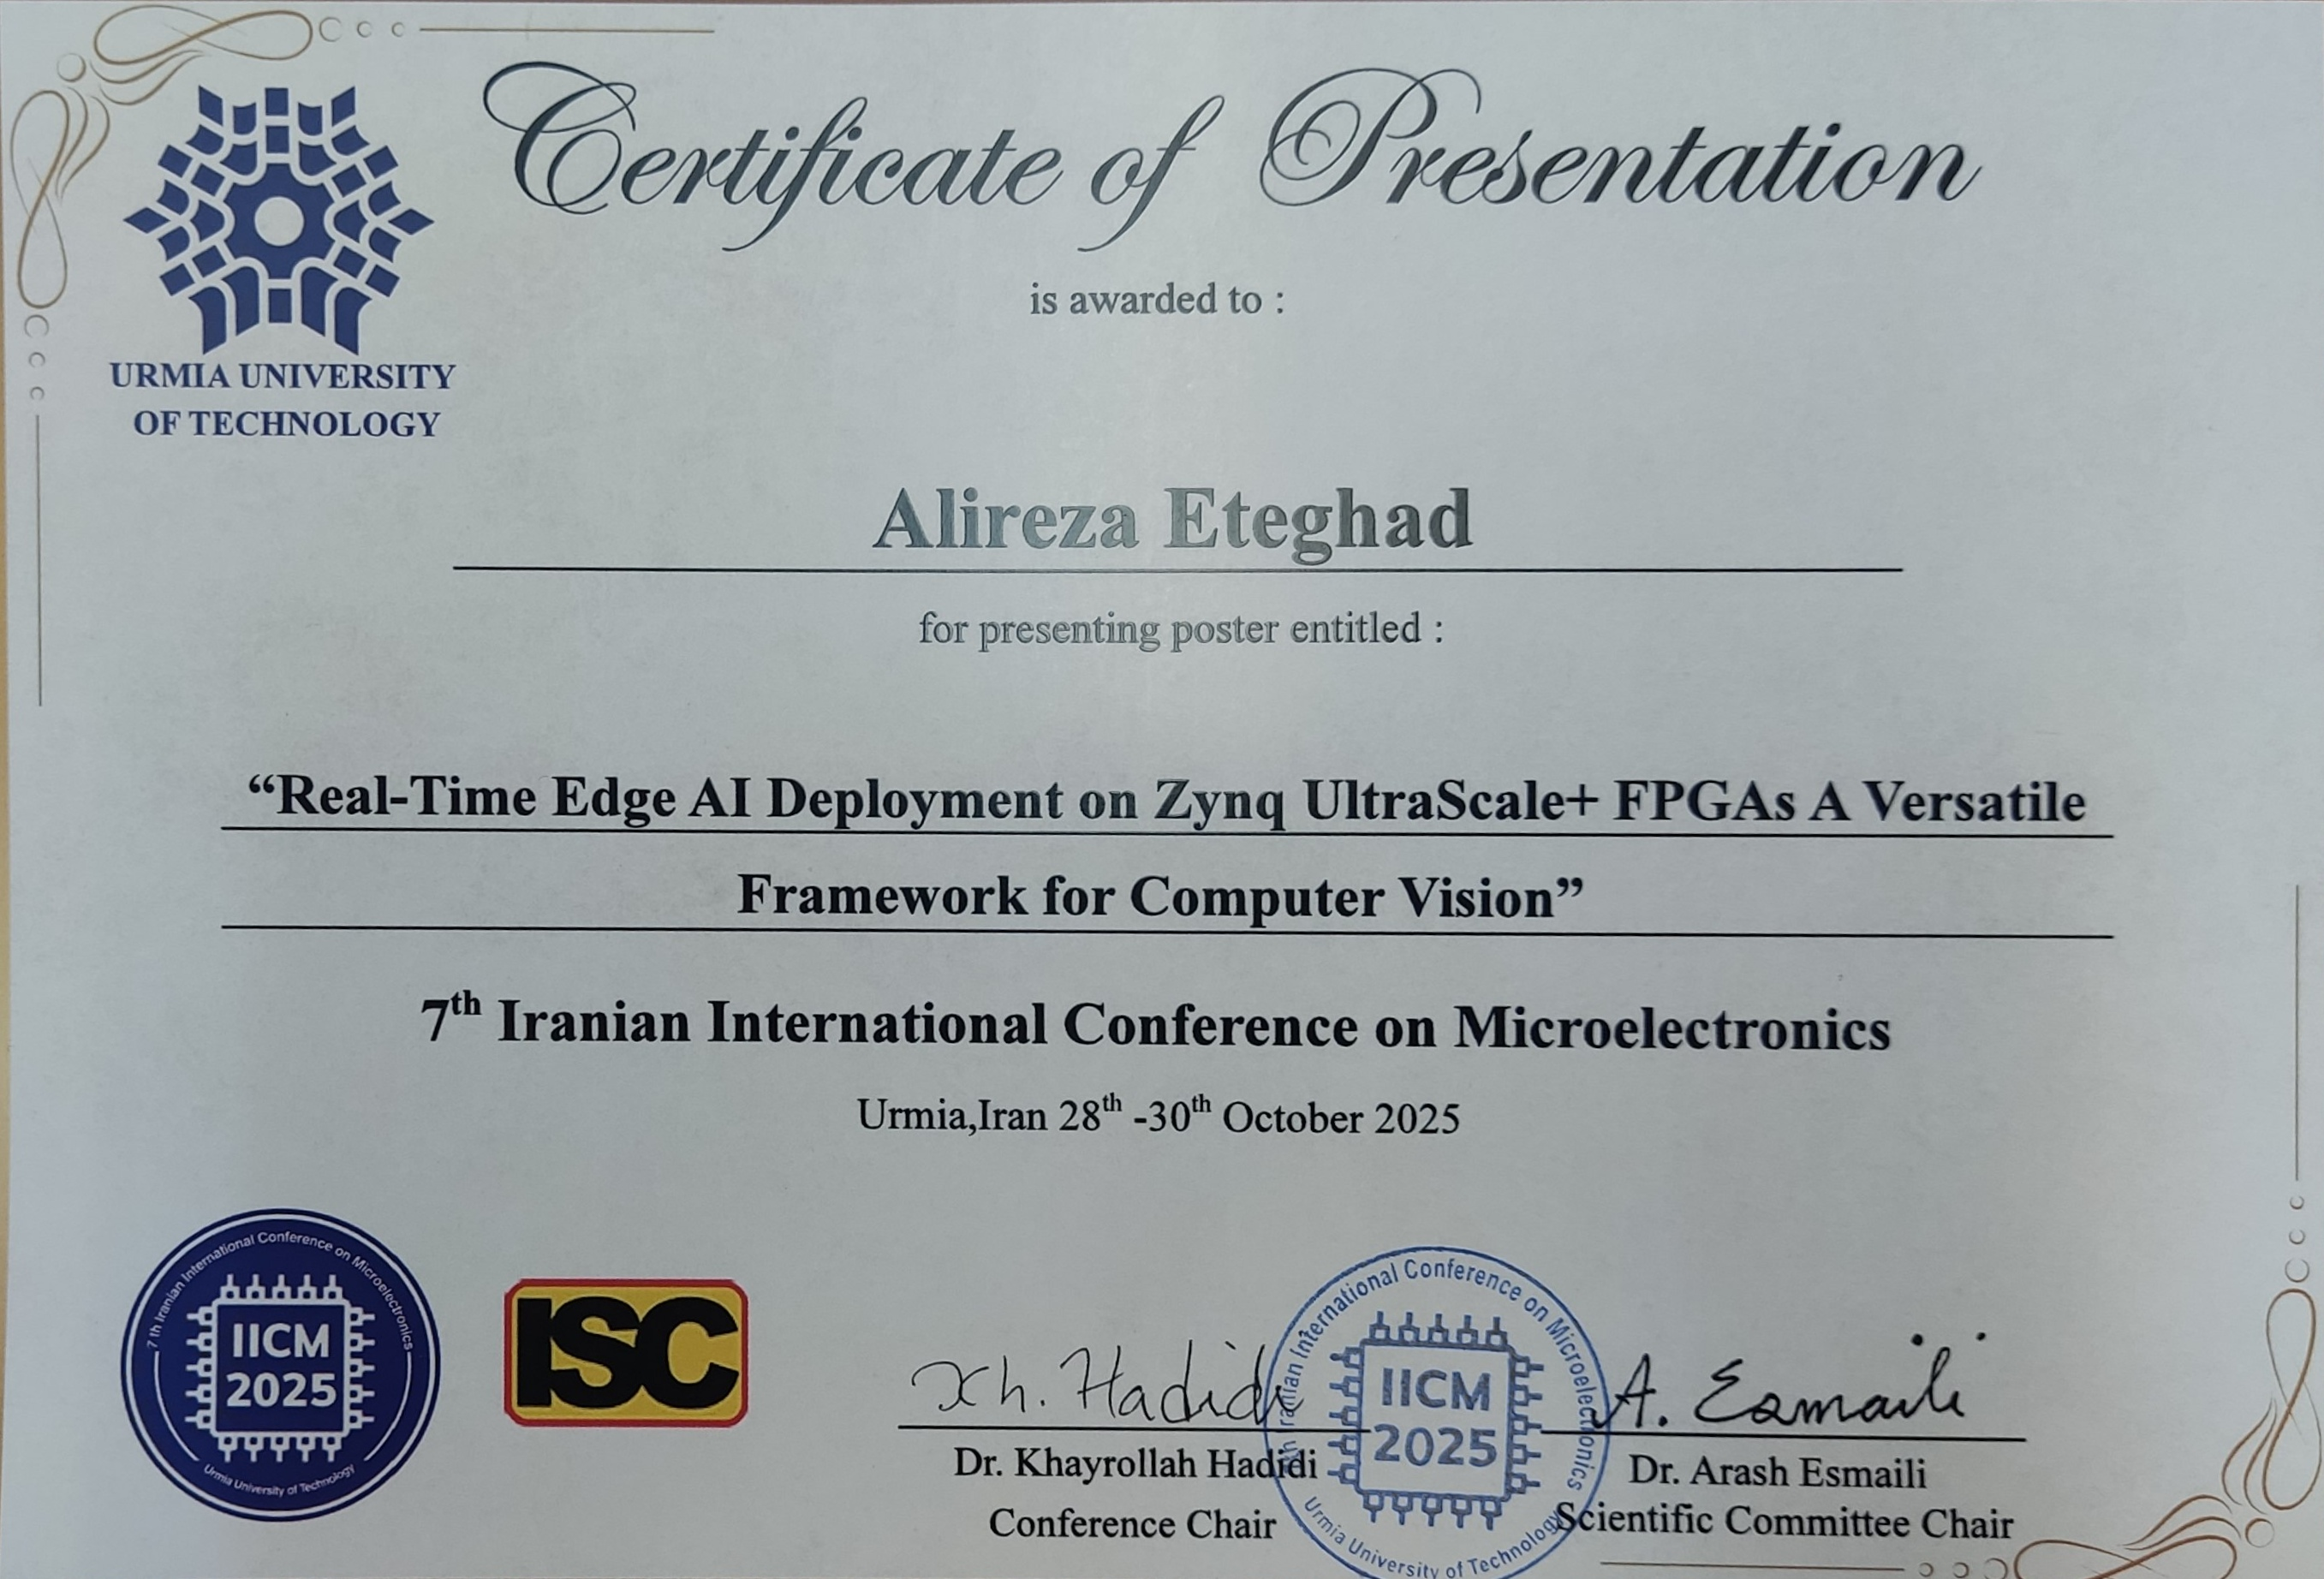 Certificate of Presentation
is awarded to :
URMIA UNIVERSITY
OF TECHNOLOGY
Alireza Eteghad
for presenting poster entitled :
“Real-Time Edge AI Deployment on Zynq UltraScale+ FPGAs A Versatile
Framework for Computer Vision”
7th Iranian International Conference on Microelectronics
Urmia,Iran 28th -30th October 2025
7 th Iranian International Conference on Microelectronics
IICM
2025
Urmia University of Technology
ISC
Kh. Hadidi
Dr. Khayrollah Hadidi
Conference Chair
7th Iranian International Conference on Microelectronics
IICM
2025
Urmia University of Technology
A. Esmaili
Dr. Arash Esmaili
Scientific Committee Chair